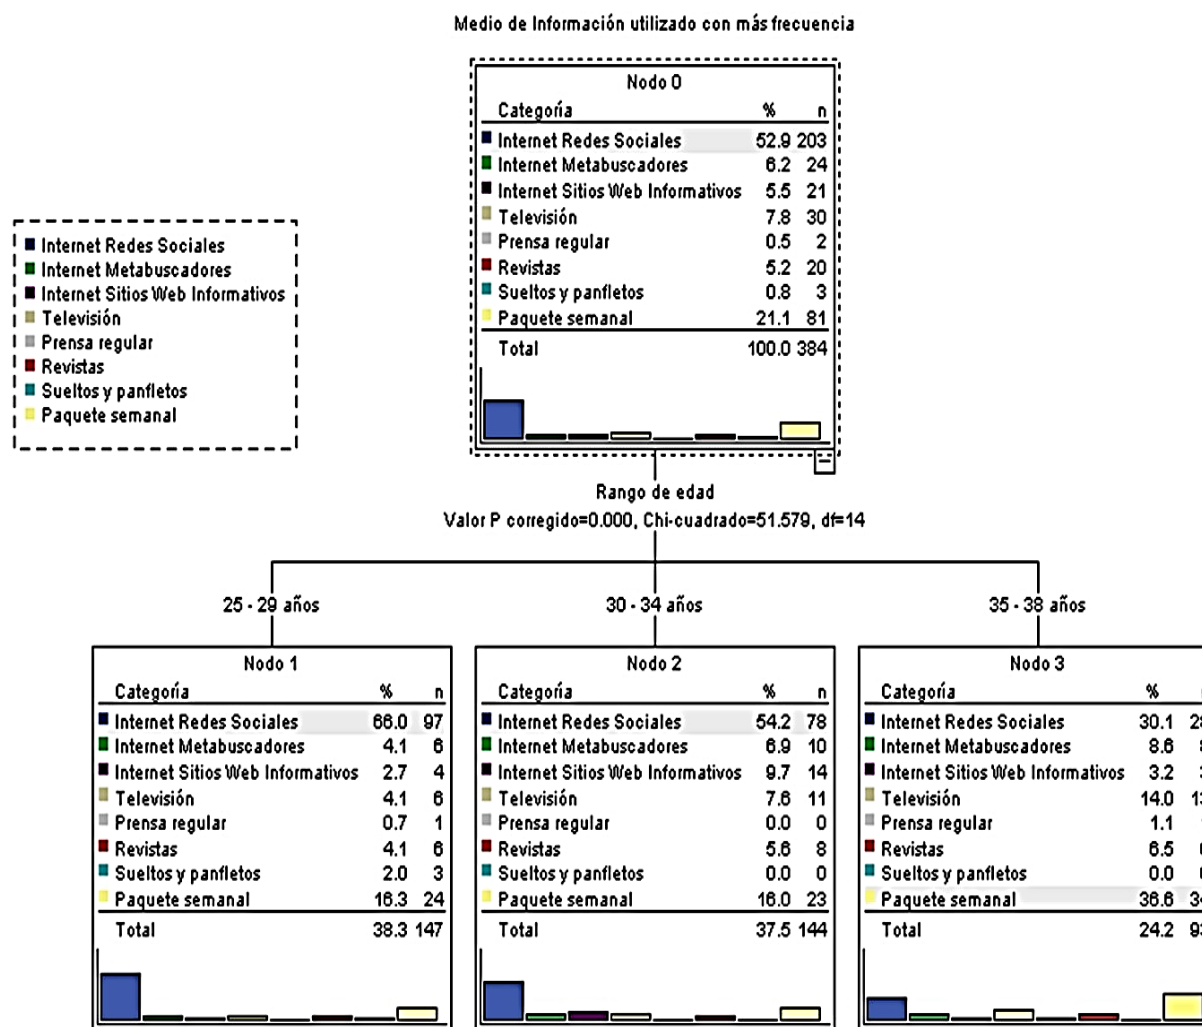 Medio de Información utilizado con más frecuencia
Nodo 0
Categoría % n
Internet Redes Sociales 52.9 203
Internet Metabuscadores 6.2 24
Internet Sitios Web Informativos 5.5 21
Televisión 7.8 30
Prensa regular 0.5 2
Revistas 5.2 20
Sueltos y panfletos 0.8 3
Paquete semanal 21.1 81
Total 100.0 384
Internet Redes Sociales
Internet Metabuscadores
Internet Sitios Web Informativos
Televisión
Prensa regular
Revistas
Sueltos y panfletos
Paquete semanal
Rango de edad
Valor P corregido=0.000, Chi-cuadrado=51.579, df=14
25 - 29 años
30 - 34 años
35 - 38 años
Nodo 1
Categoría % n
Internet Redes Sociales 66.0 97
Internet Metabuscadores 4.1 6
Internet Sitios Web Informativos 2.7 4
Televisión 4.1 6
Prensa regular 0.7 1
Revistas 4.1 6
Sueltos y panfletos 2.0 3
Paquete semanal 16.3 24
Total 38.3 147
Nodo 2
Categoría % n
Internet Redes Sociales 54.2 78
Internet Metabuscadores 6.9 10
Internet Sitios Web Informativos 9.7 14
Televisión 7.6 11
Prensa regular 0.0 0
Revistas 5.6 8
Sueltos y panfletos 0.0 0
Paquete semanal 16.0 23
Total 37.5 144
Nodo 3
Categoría %
Internet Redes Sociales 30.1 28
Internet Metabuscadores 8.6
Internet Sitios Web Informativos 3.2
Televisión 14.0 13
Prensa regular 1.1
Revistas 6.5
Sueltos y panfletos 0.0
Paquete semanal 36.6 34
Total 24.2 93